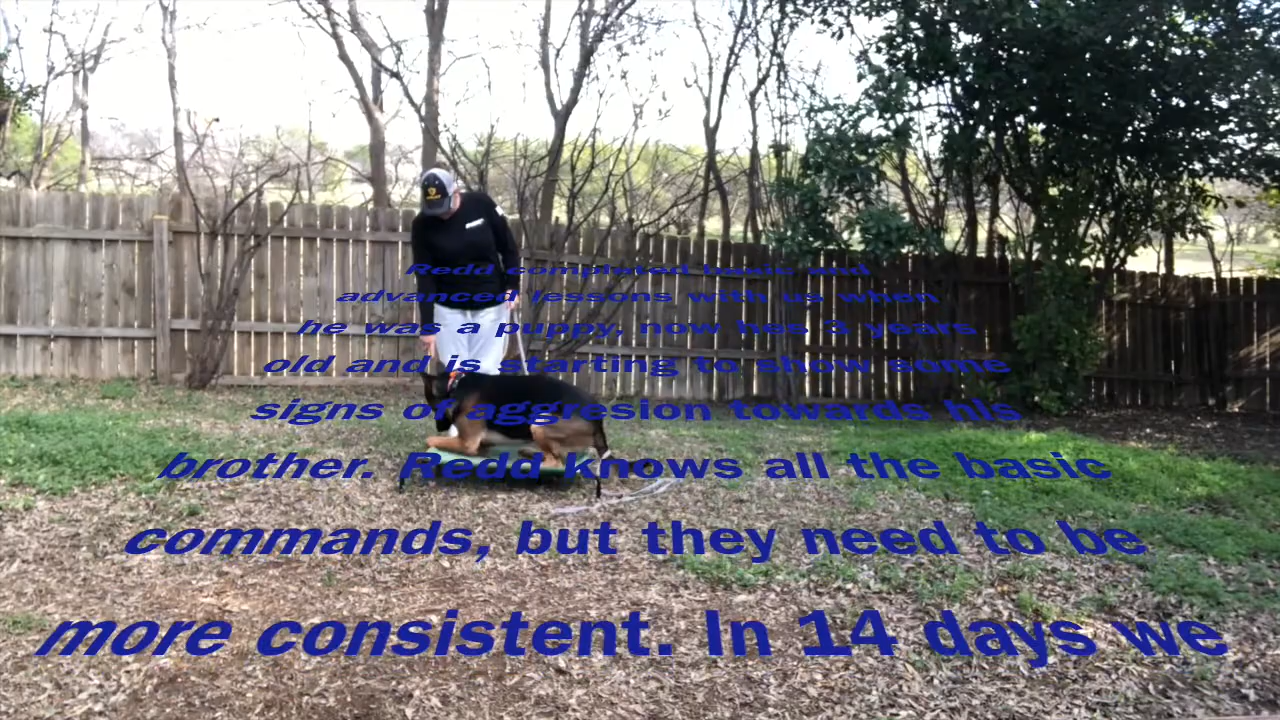 Redd completed basic and
advanced lessons with us when
he was a puppy, now hes 3 years
old and is starting to show some
signs of aggresion towards his
brother. Redd knows all the basic
commands, but they need to be
more consistent. In 14 days we